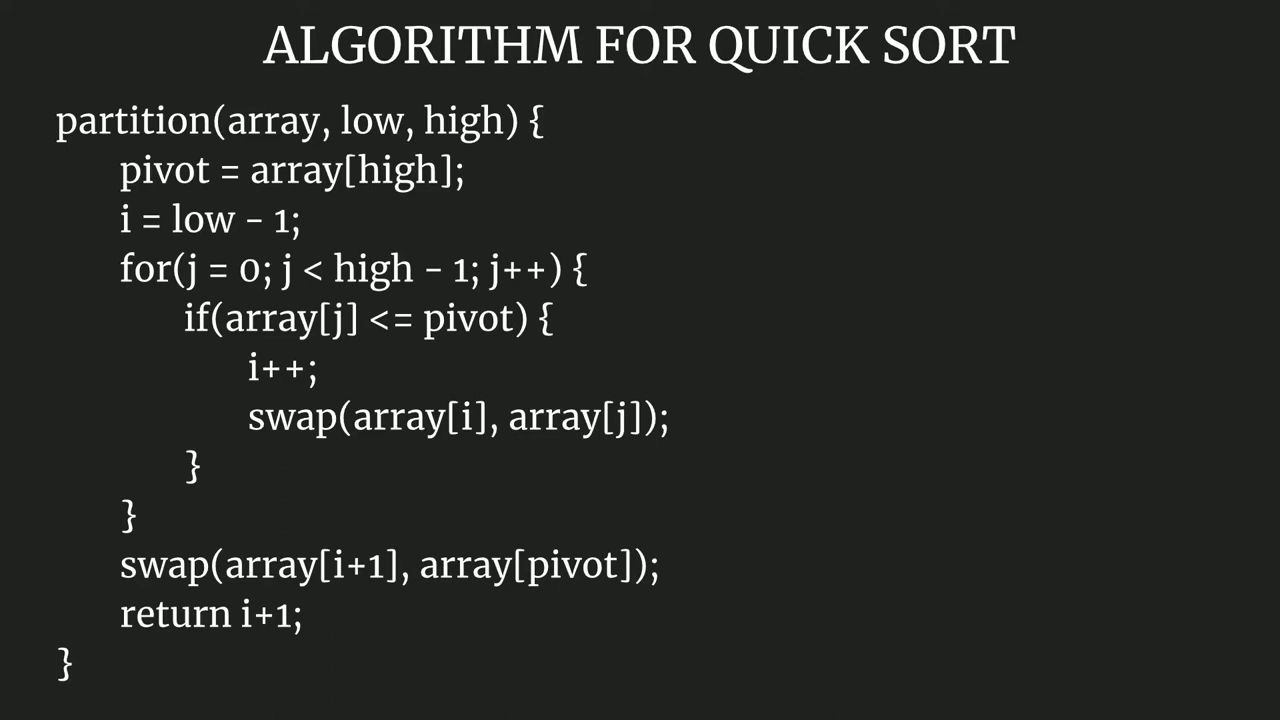 ALGORITHM FOR QUICK SORT
partition(array, low, high) {
pivot = array[high];
i = low - 1;
for(j = 0; j < high - 1; j++) {
if(array[j] <= pivot) {
i++;
swap(array[i], array[j]);
}
}
swap(array[i+1], array[pivot]);
return i+1;
}